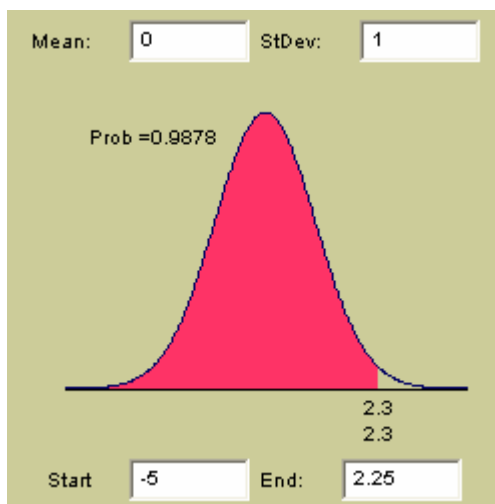 Mean: 0 StDev: 1
Prob =0.9878
2.3
2.3
Start -5 End: 2.25